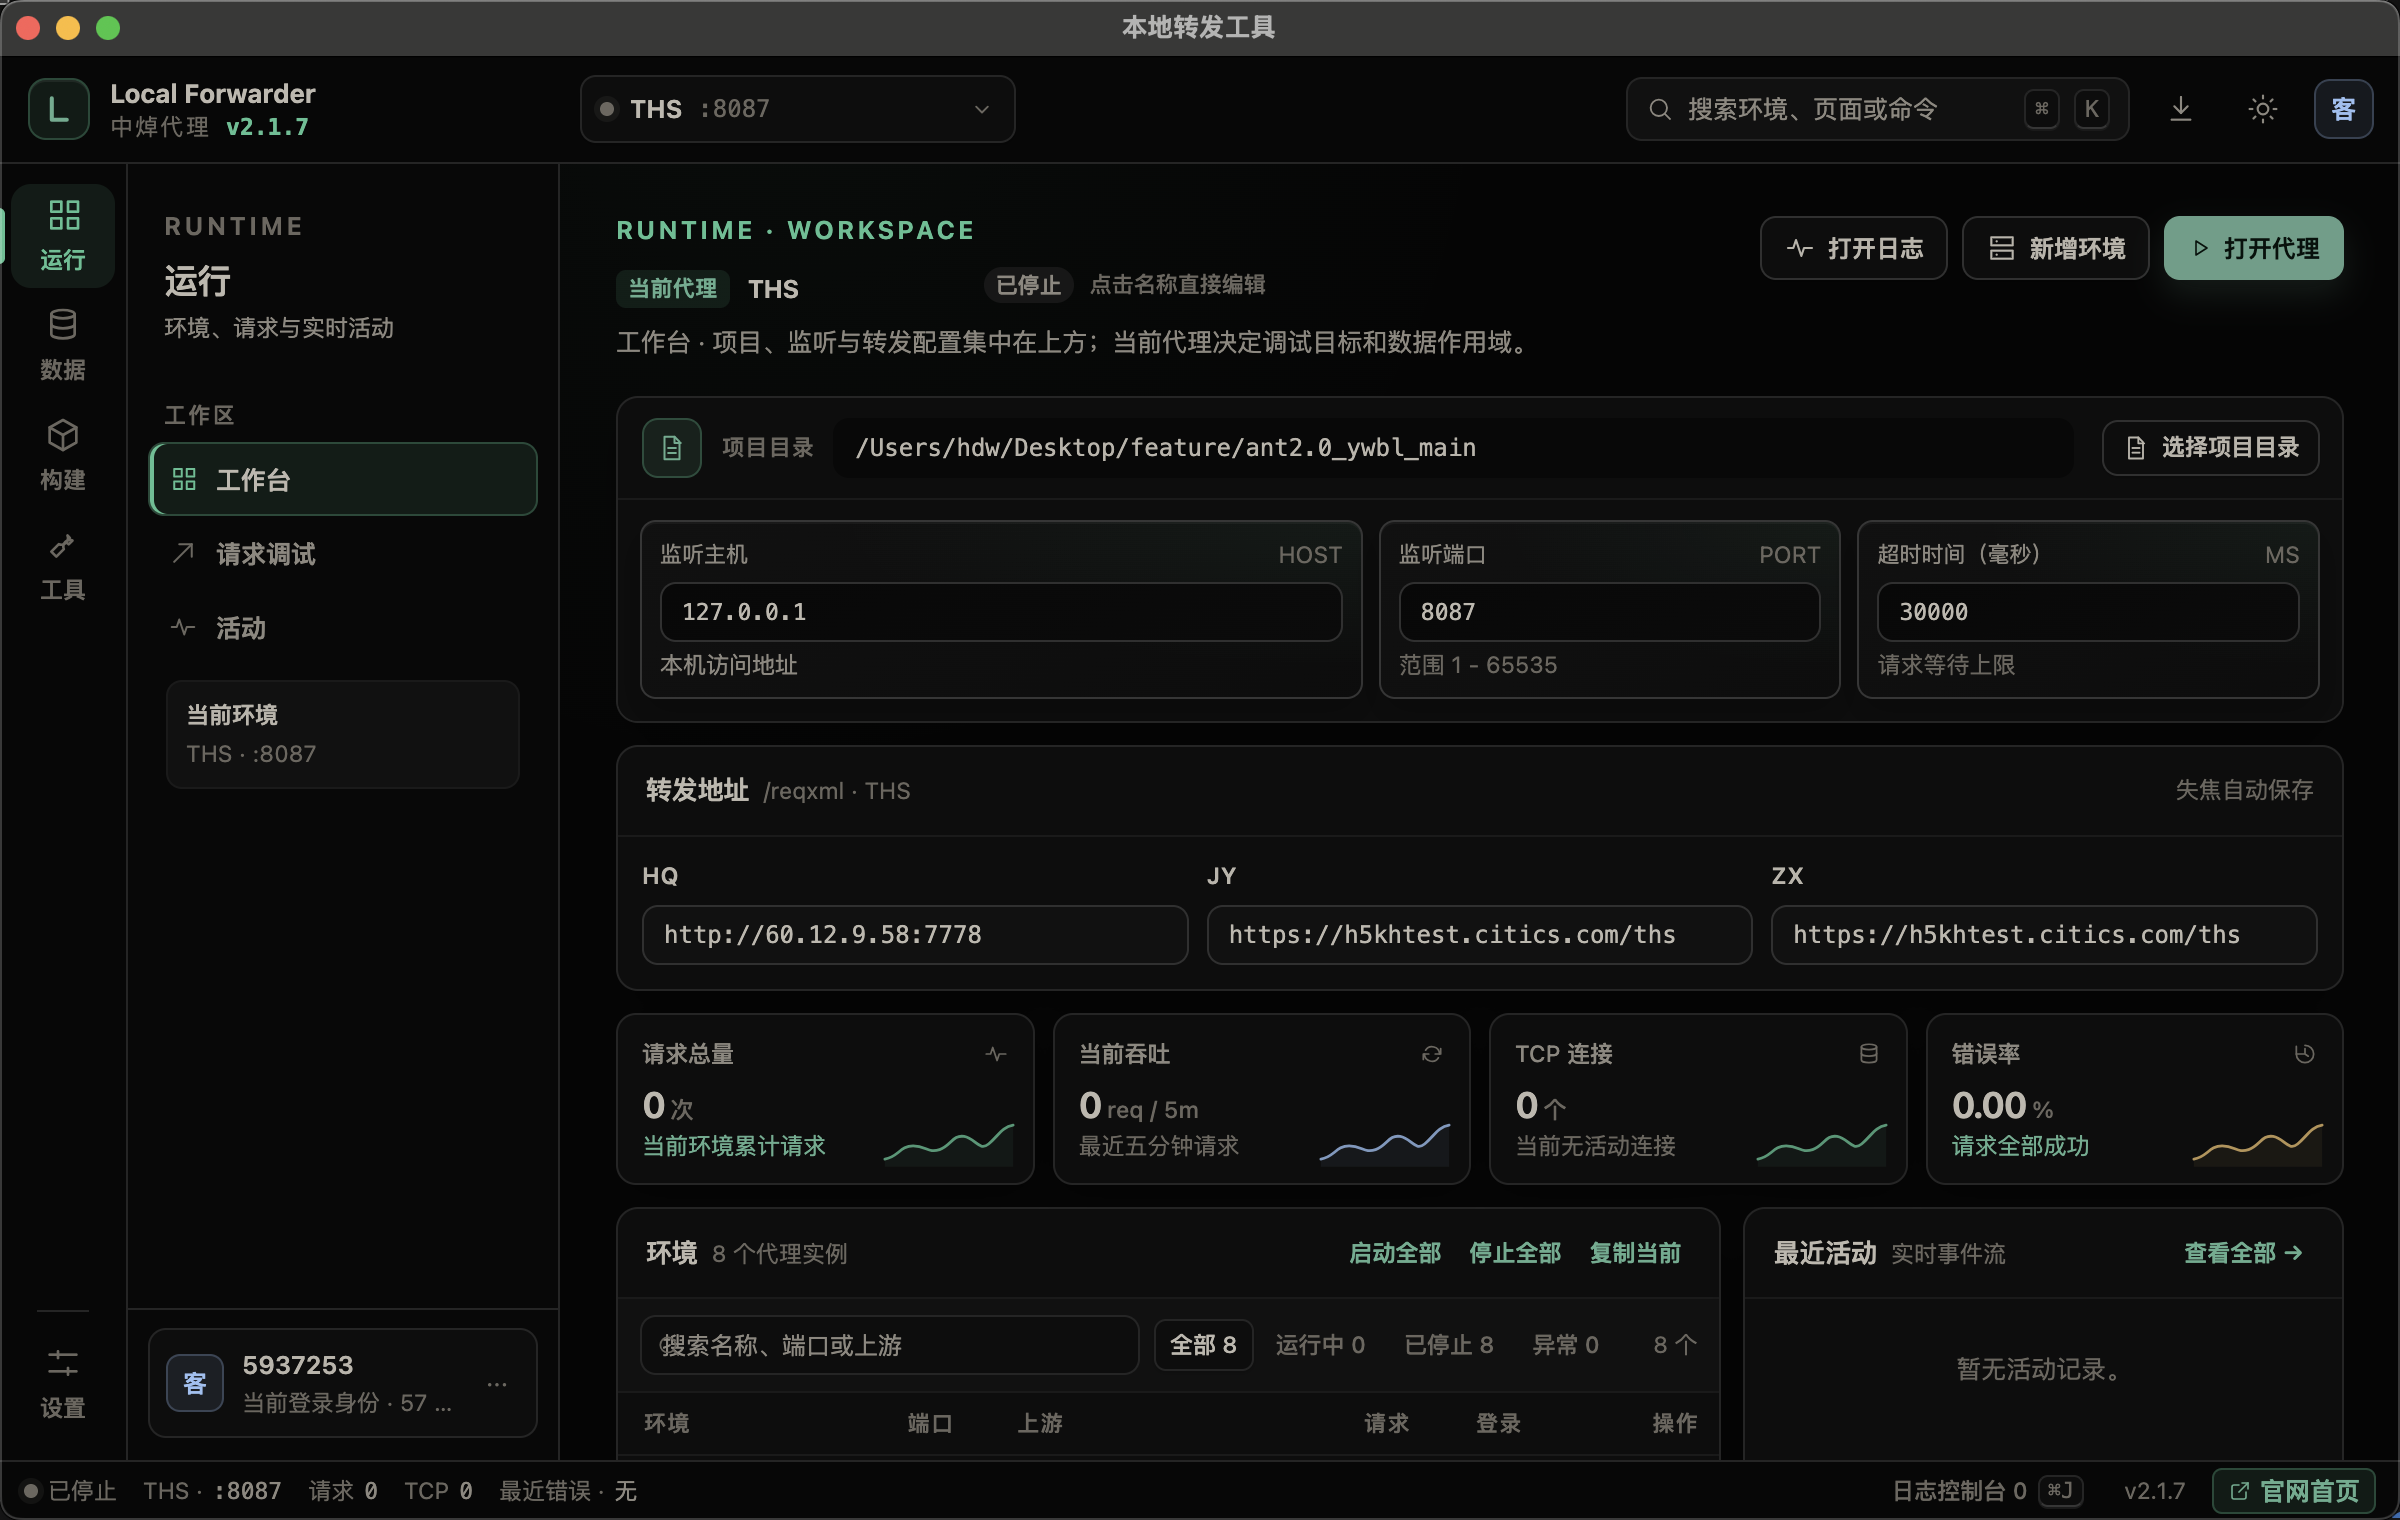 本地转发工具
L
Local Forwarder
中焯代理 v2.1.7
THS :8087
搜索环境、页面或命令 ⌘ K
客
运行
数据
构建
工具
设置
RUNTIME
运行
环境、请求与实时活动
工作区
工作台
请求调试
活动
当前环境
THS · :8087
客
5937253
当前登录身份 · 57 ...
RUNTIME · WORKSPACE
当前代理 THS 已停止 点击名称直接编辑
工作台 · 项目、监听与转发配置集中在上方；当前代理决定调试目标和数据作用域。
打开日志
新增环境
打开代理
项目目录 /Users/hdw/Desktop/feature/ant2.0_ywbl_main 选择项目目录
监听主机 HOST
127.0.0.1
本机访问地址
监听端口 PORT
8087
范围 1 - 65535
超时时间（毫秒） MS
30000
请求等待上限
转发地址 /reqxml · THS 失焦自动保存
HQ
http://60.12.9.58:7778
JY
https://h5khtest.citics.com/ths
ZX
https://h5khtest.citics.com/ths
请求总量
0 次
当前环境累计请求
当前吞吐
0 req / 5m
最近五分钟请求
TCP 连接
0 个
当前无活动连接
错误率
0.00 %
请求全部成功
环境 8 个代理实例 启动全部 停止全部 复制当前
搜索名称、端口或上游 全部 8 运行中 0 已停止 8 异常 0 8 个
环境 端口 上游 请求 登录 操作
最近活动 实时事件流 查看全部 →
暂无活动记录。
已停止 THS · :8087 请求 0 TCP 0 最近错误 · 无
日志控制台 0 ⌘J v2.1.7 官网首页